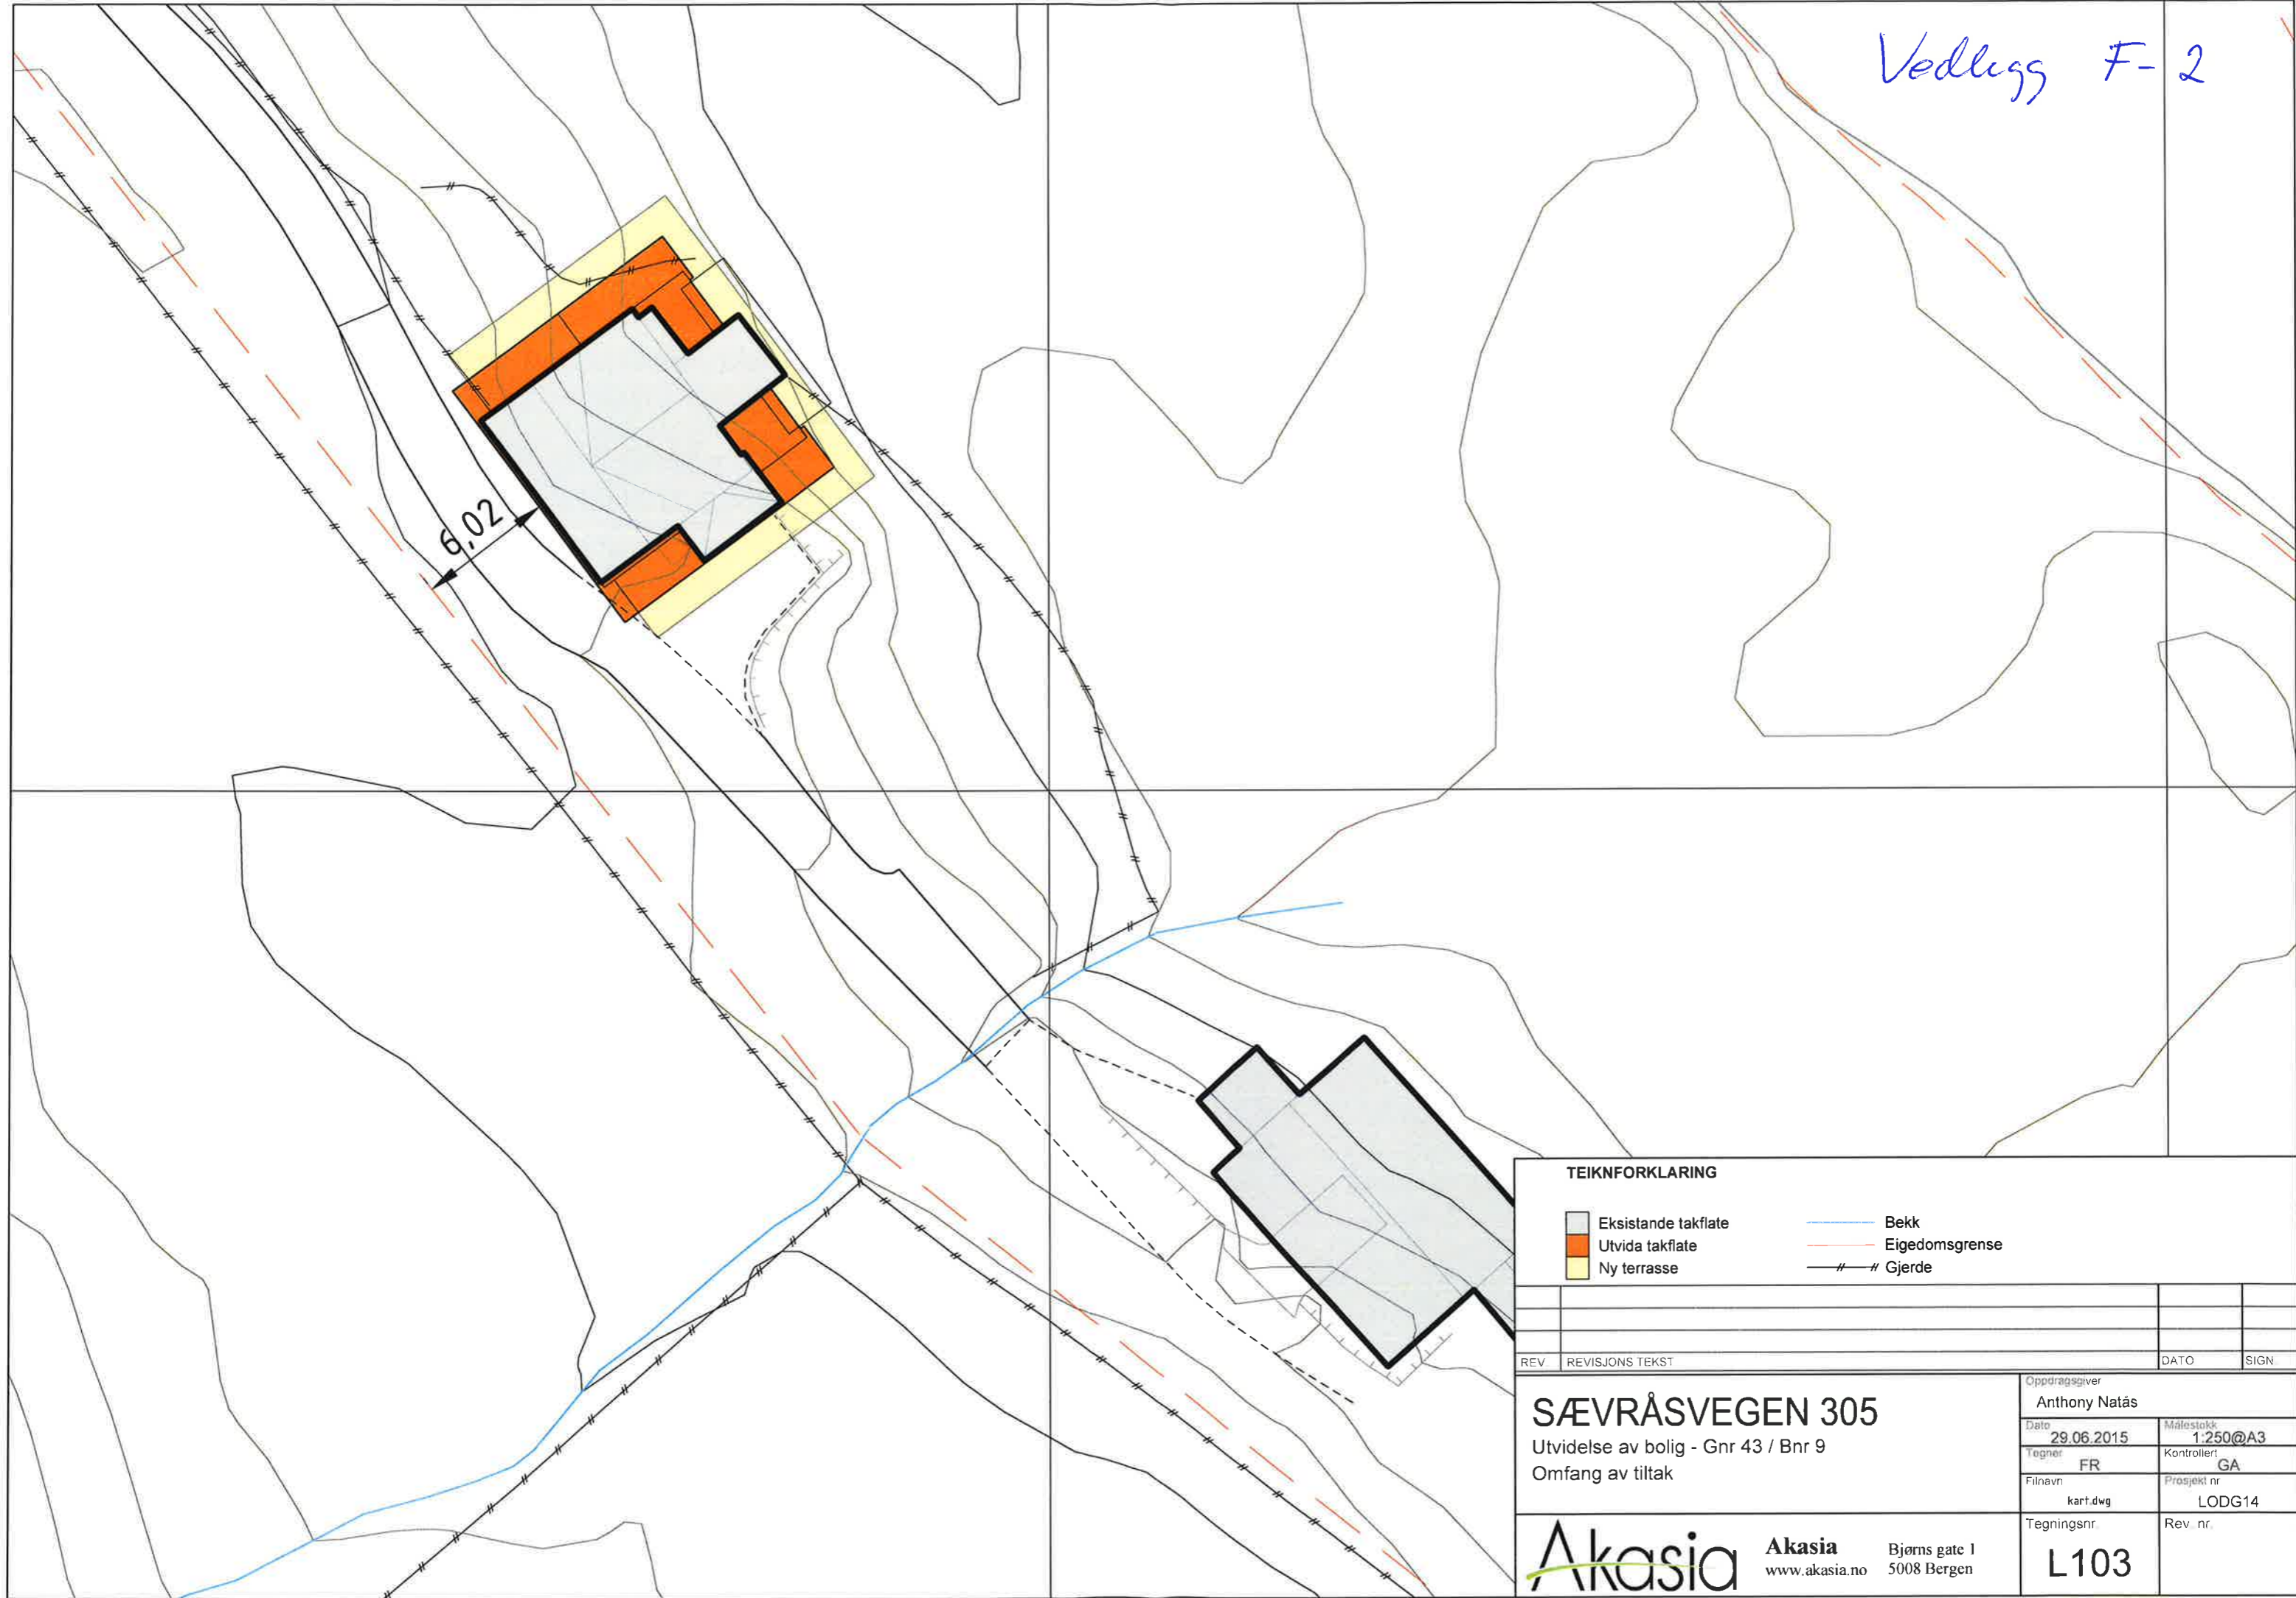 Vedlegg F-2
6,02
TEIKNFORKLARING
Eksistande takflate
Utvida takflate
Ny terrasse
Bekk
Eigedomsgrense
Gjerde
REV. REVISJONS TEKST DATO SIGN.
SÆVRÅSVEGEN 305
Utvidelse av bolig - Gnr 43 / Bnr 9
Omfang av tiltak
Oppdragsgiver
Anthony Natås
Dato
29.06.2015
Målestokk
1:250@A3
Tegner
FR
Kontrollert
GA
Filnavn
kart.dwg
Prosjekt nr
LODG14
Tegningsnr.
L103
Rev. nr.
Akasia
Akasia
www.akasia.no
Bjørns gate 1
5008 Bergen